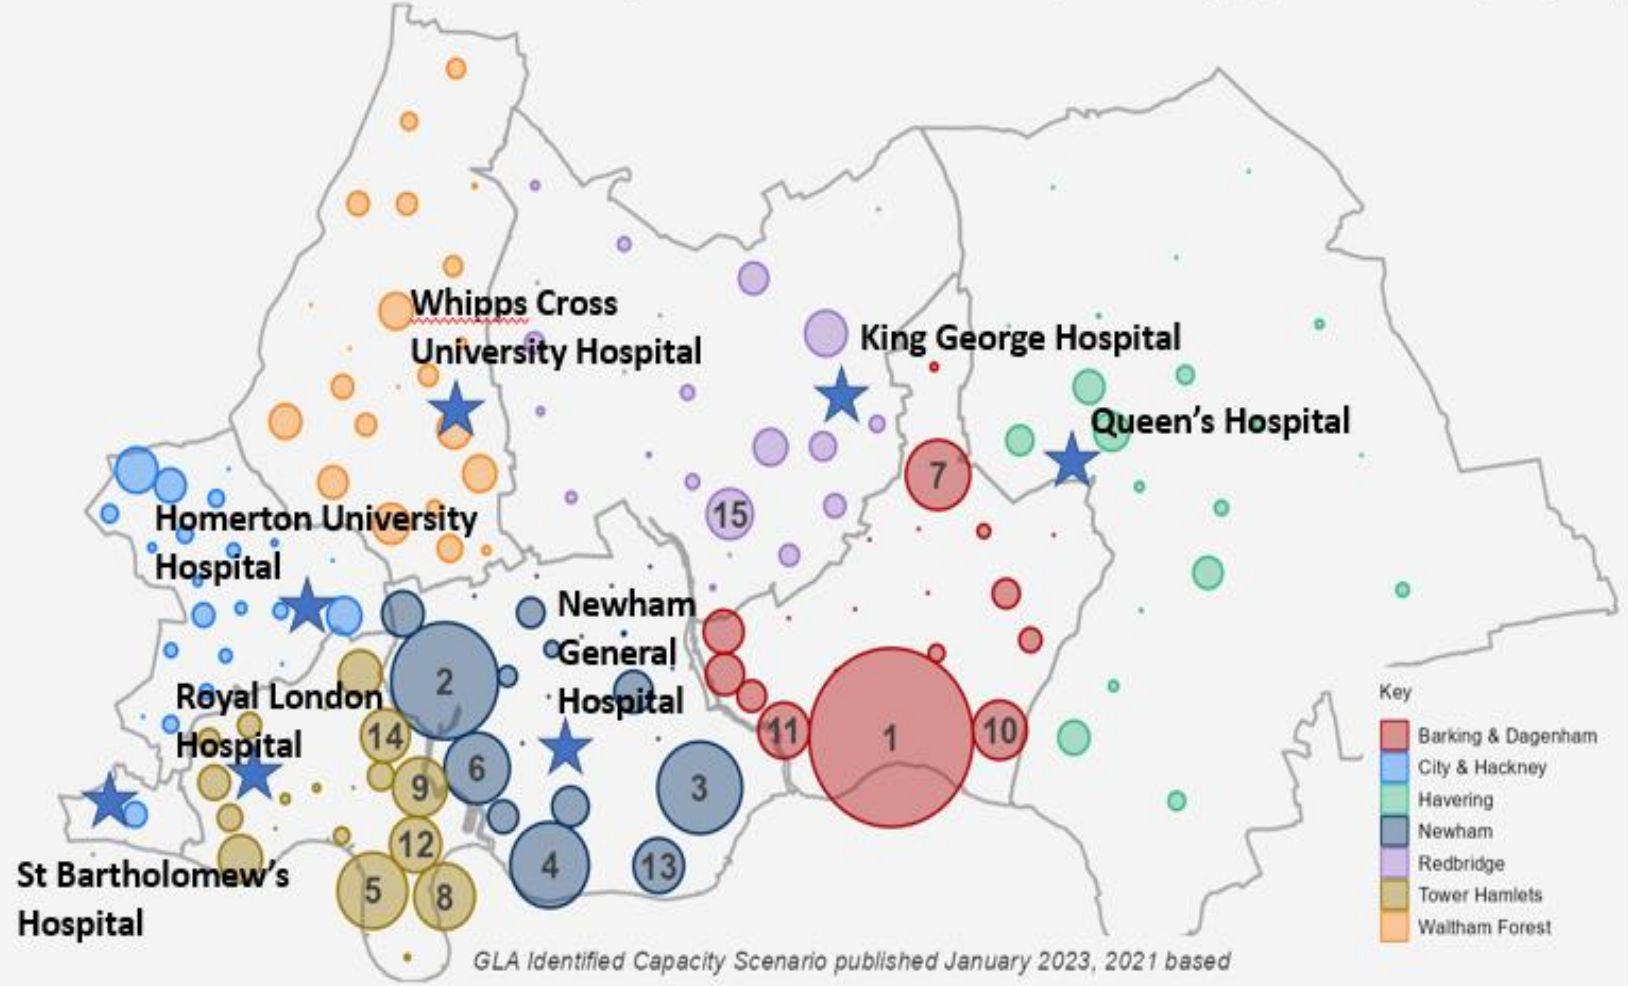 Whipps Cross
University Hospital
King George Hospital
Queen's Hospital
7
15
Homerton University
Hospital
Newham
General
Hospital
2
Royal London
Hospital
14
6
9
3
11
1
10
12
4
13
5
8
St Bartholomew's
Hospital
Key
Barking & Dagenham
City & Hackney
Havering
Newham
Redbridge
Tower Hamlets
Waltham Forest
GLA Identified Capacity Scenario published January 2023, 2021 based